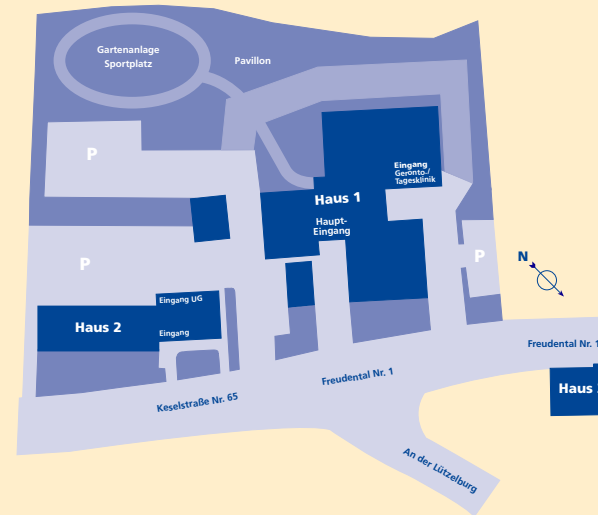 Gartenanlage
Sportplatz
Pavillon
P
Eingang
Geronto-/
Tagesklinik
Haus 1
Haupt-
Eingang
P
P
N
Eingang UG
Haus 2
Eingang
Freudental Nr. 1
Freudental Nr. 1
Keselstraße Nr. 65
Haus
An der Lützelburg